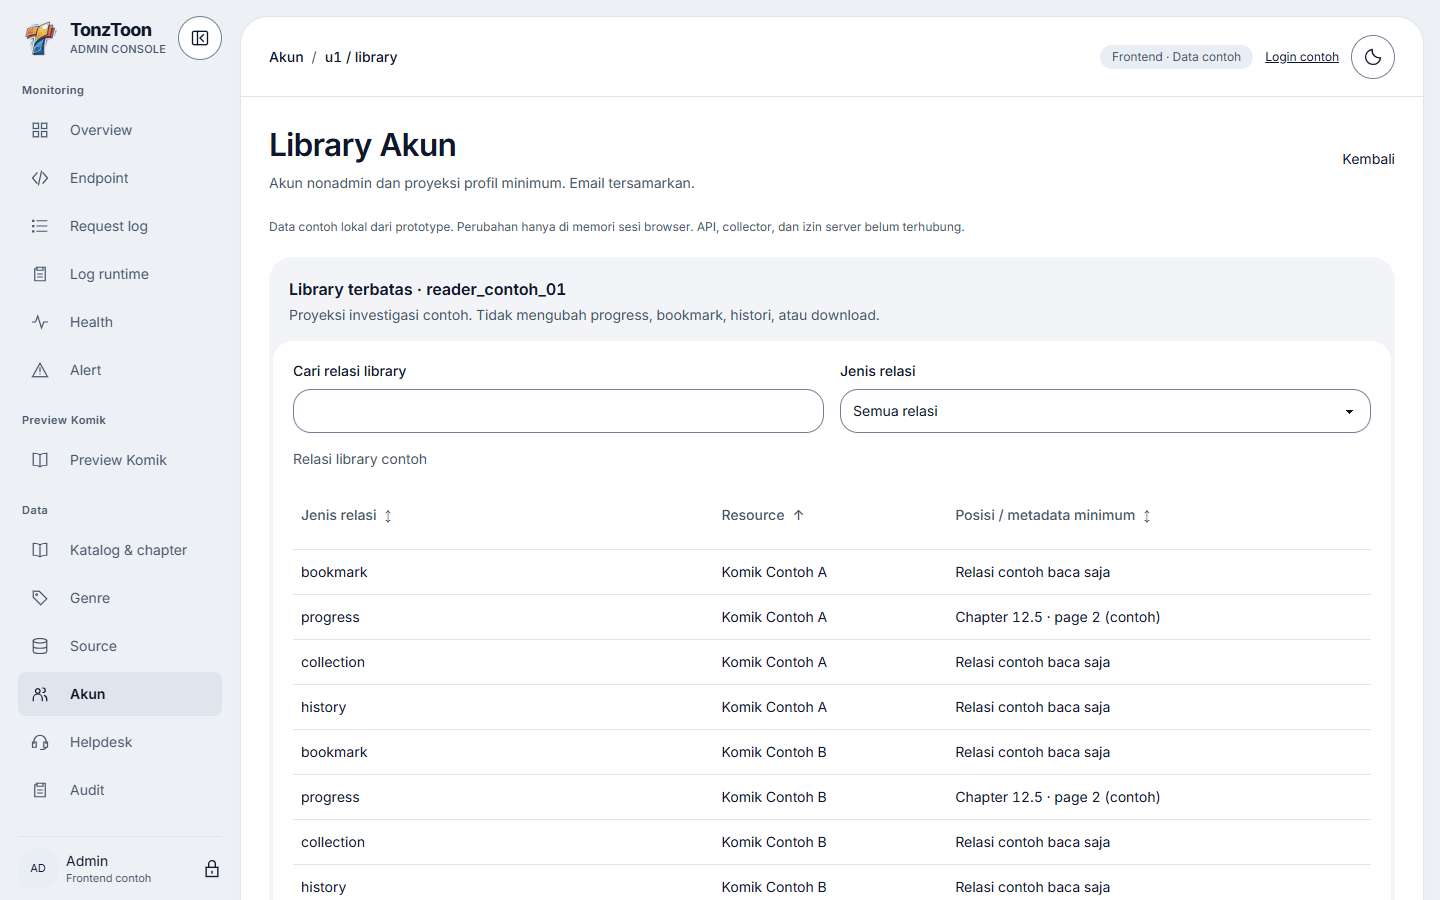 TonzToon
ADMIN CONSOLE
Monitoring
Overview
Endpoint
Request log
Log runtime
Health
Alert
Preview Komik
Preview Komik
Data
Katalog & chapter
Genre
Source
Akun
Helpdesk
Audit
AD
Admin
Frontend contoh
Akun / u1 / library
Frontend · Data contoh
Login contoh
Library Akun
Akun nonadmin dan proyeksi profil minimum. Email tersamarkan.
Kembali
Data contoh lokal dari prototype. Perubahan hanya di memori sesi browser. API, collector, dan izin server belum terhubung.
Library terbatas · reader_contoh_01
Proyeksi investigasi contoh. Tidak mengubah progress, bookmark, histori, atau download.
Cari relasi library
Jenis relasi
Semua relasi
Relasi library contoh
Jenis relasi Resource Posisi / metadata minimum
bookmark Komik Contoh A Relasi contoh baca saja
progress Komik Contoh A Chapter 12.5 · page 2 (contoh)
collection Komik Contoh A Relasi contoh baca saja
history Komik Contoh A Relasi contoh baca saja
bookmark Komik Contoh B Relasi contoh baca saja
progress Komik Contoh B Chapter 12.5 · page 2 (contoh)
collection Komik Contoh B Relasi contoh baca saja
history Komik Contoh B Relasi contoh baca saja